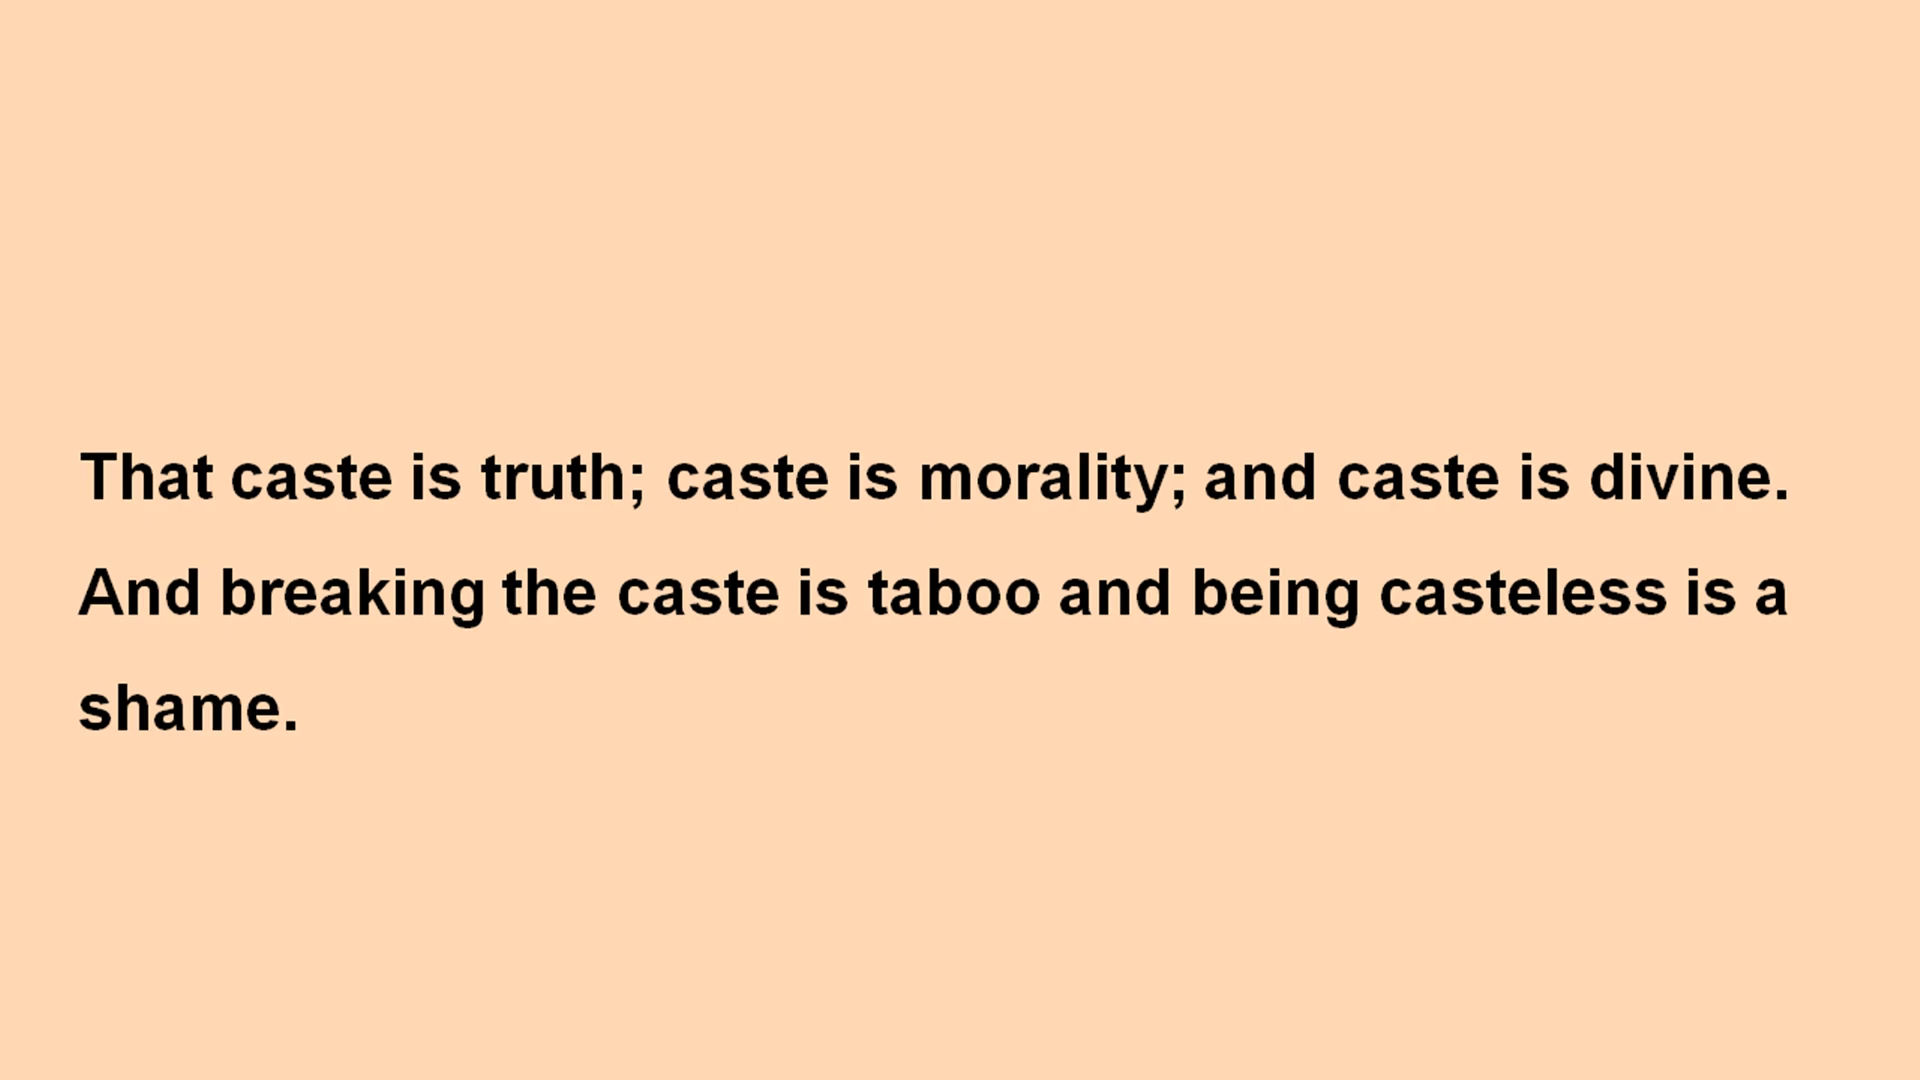 That caste is truth; caste is morality; and caste is divine.
And breaking the caste is taboo and being casteless is a
shame.